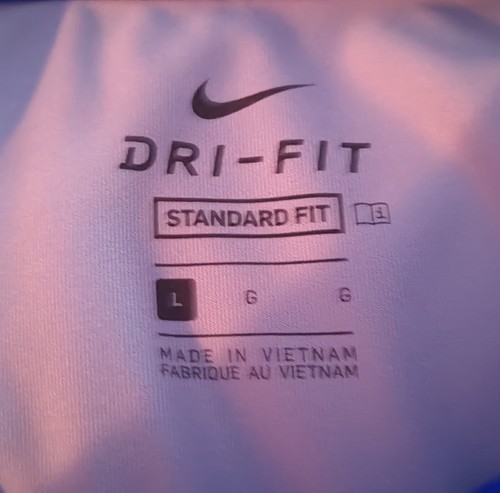 DRI-FIT
STANDARD FIT i
L G G
MADE IN VIETNAM
FABRIQUE AU VIETNAM